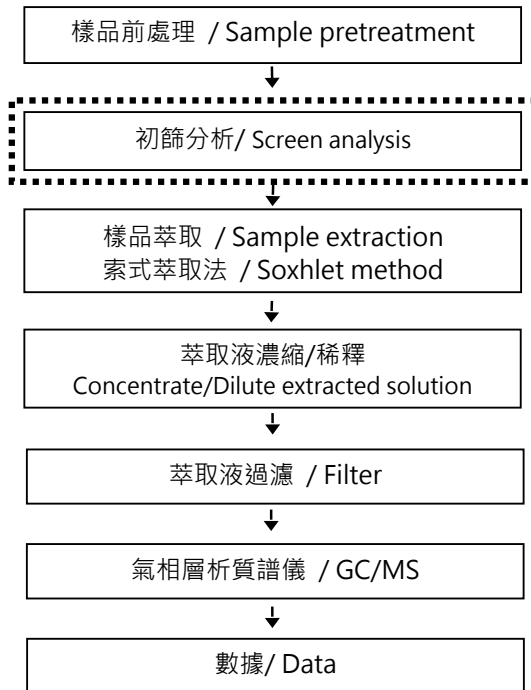 樣品前處理 / Sample pretreatment
初篩分析/ Screen analysis
樣品萃取 / Sample extraction
索式萃取法 / Soxhlet method
萃取液濃縮/稀釋
Concentrate/Dilute extracted solution
萃取液過濾 / Filter
氣相層析質譜儀 / GC/MS
數據/ Data